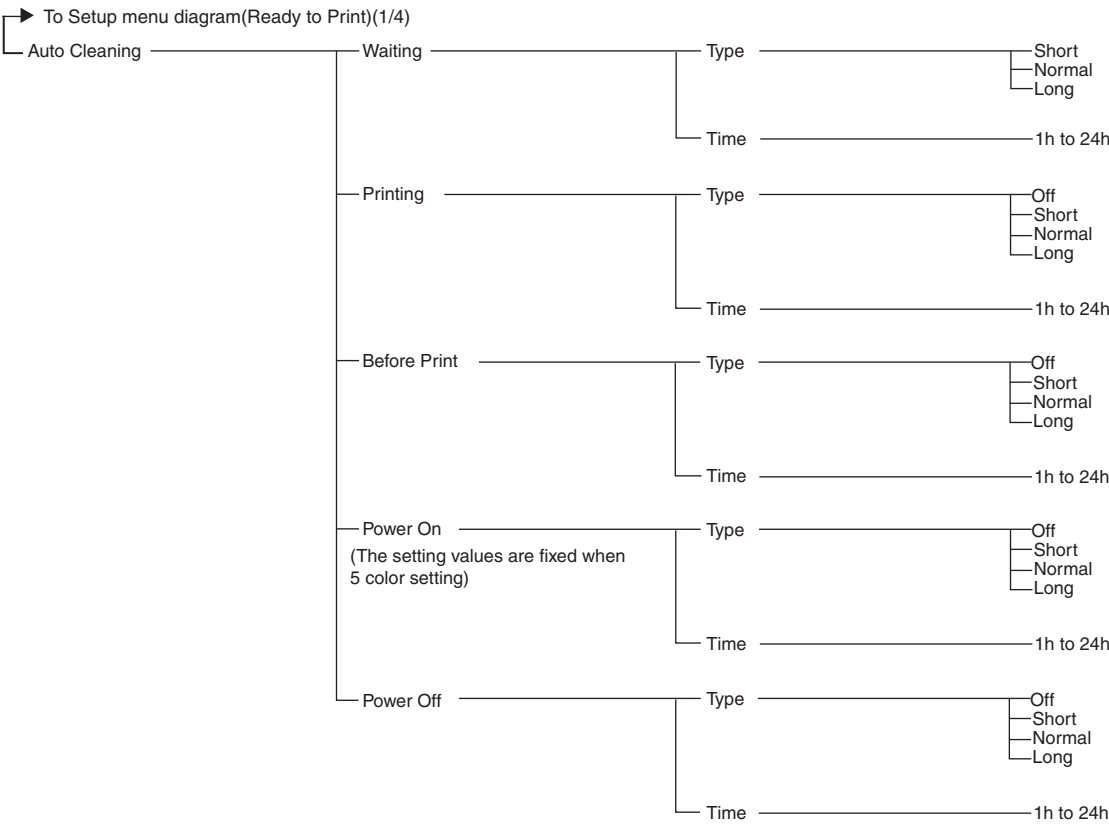 To Setup menu diagram(Ready to Print)(1/4)
Auto Cleaning
Waiting
Type
Short
Normal
Long
Time
1h to 24h
Printing
Type
Off
Short
Normal
Long
Time
1h to 24h
Before Print
Type
Off
Short
Normal
Long
Time
1h to 24h
Power On
(The setting values are fixed when
5 color setting)
Type
Off
Short
Normal
Long
Time
1h to 24h
Power Off
Type
Off
Short
Normal
Long
Time
1h to 24h